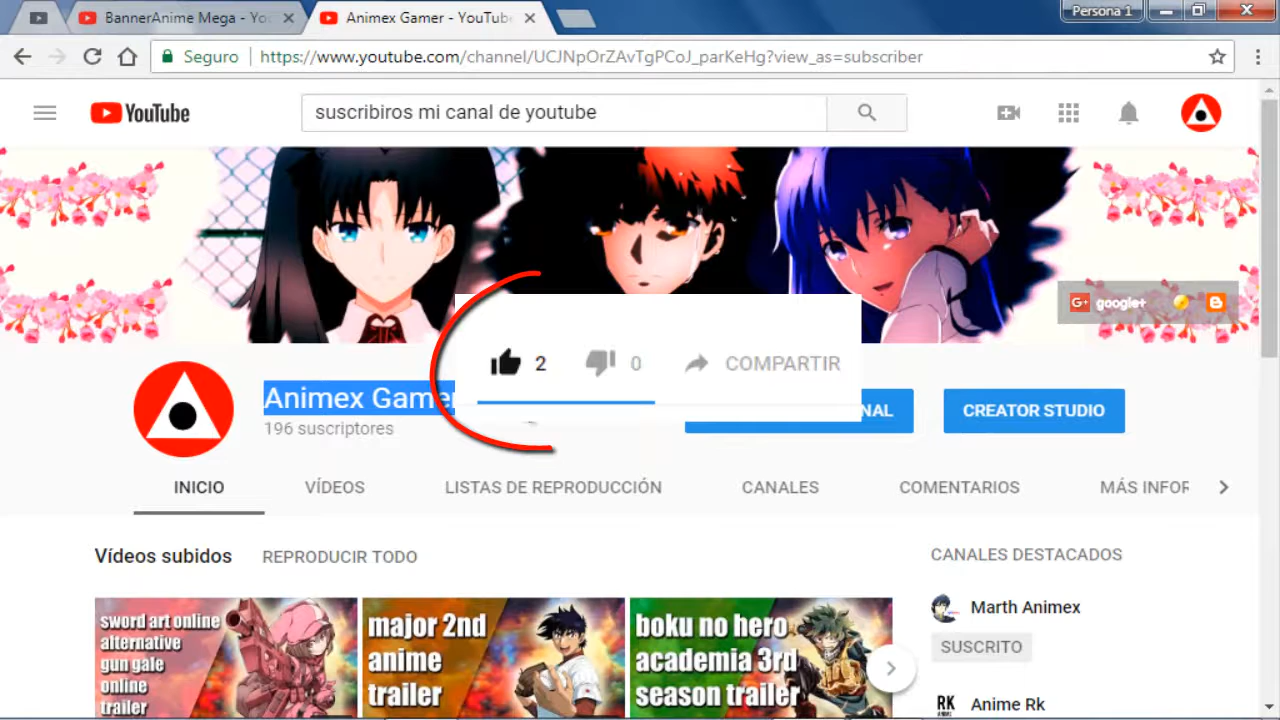 BannerAnime Mega - Yo
Animex Gamer - YouTube
Persona 1
Seguro
https://www.youtube.com/channel/UCJNpOrZAvTgPCoJ_parKeHg?view_as=subscriber
YouTube
suscribiros mi canal de youtube
G+ google+
2
0
COMPARTIR
Animex Gamer
NAL
CREATOR STUDIO
196 suscriptores
INICIO
VÍDEOS
LISTAS DE REPRODUCCIÓN
CANALES
COMENTARIOS
MÁS INFOR
Vídeos subidos
REPRODUCIR TODO
CANALES DESTACADOS
sword art online
alternative
gun gale
online
trailer
major 2nd
anime
trailer
boku no hero
academia 3rd
season trailer
Marth Animex
SUSCRITO
RK
Anime Rk